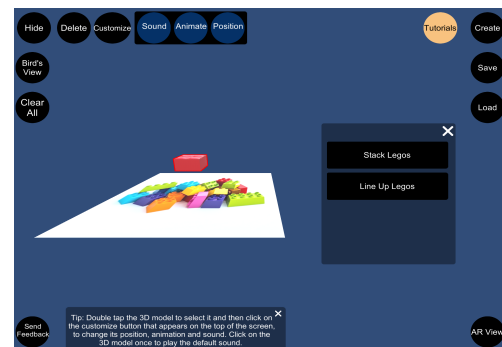 Hide
Delete
Customize
Sound
Animate
Position
Tutorials
Create
Bird's
View
Save
Clear
All
Load
X
Stack Legos
Line Up Legos
Send
Feedback
X
Tip: Double tap the 3D model to select it and then click on
the customize button that appears on the top of the screen,
to change its position, animation and sound. Click on the
3D model once to play the default sound.
AR View